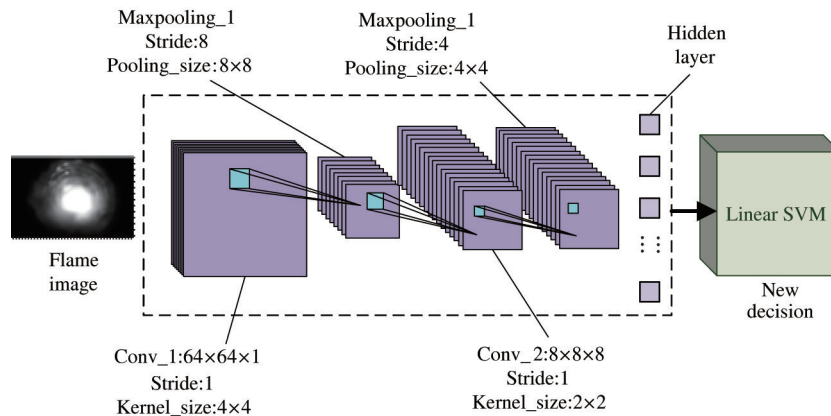 Maxpooling_1
Stride:8
Pooling_size:8×8
Maxpooling_1
Stride:4
Pooling_size:4×4
Hidden
layer
Flame
image
Linear SVM
New
decision
Conv_1:64×64×1
Stride:1
Kernel_size:4×4
Conv_2:8×8×8
Stride:1
Kernel_size:2×2